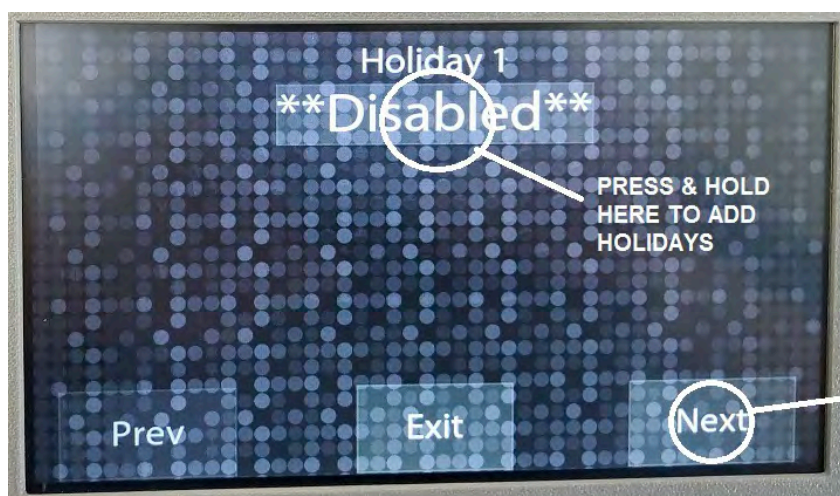 Holiday 1
**Disabled**
PRESS & HOLD
HERE TO ADD
HOLIDAYS
Prev
Exit
Next